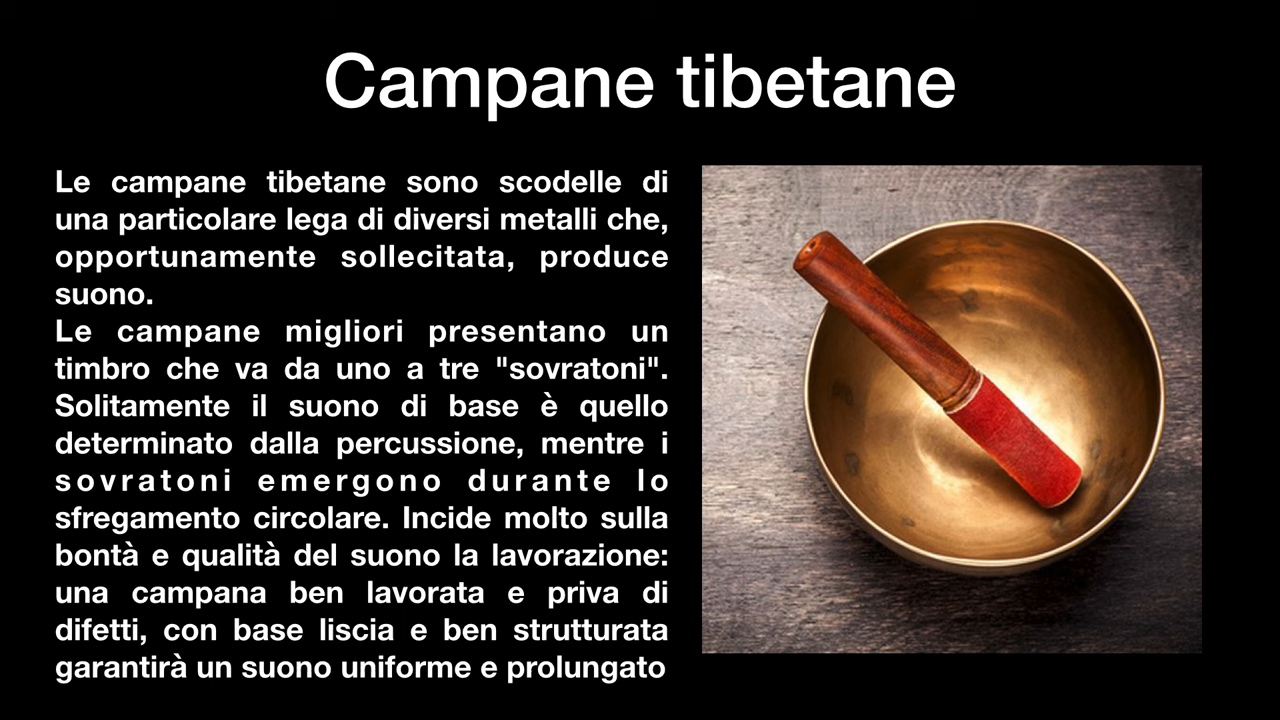 Campane tibetane
Le campane tibetane sono scodelle di
una particolare lega di diversi metalli che,
opportunamente sollecitata, produce
suono.
Le campane migliori presentano un
timbro che va da uno a tre "sovratoni".
Solitamente il suono di base è quello
determinato dalla percussione, mentre i
sovratoni emergono durante lo
sfregamento circolare. Incide molto sulla
bontà e qualità del suono la lavorazione:
una campana ben lavorata e priva di
difetti, con base liscia e ben strutturata
garantirà un suono uniforme e prolungato